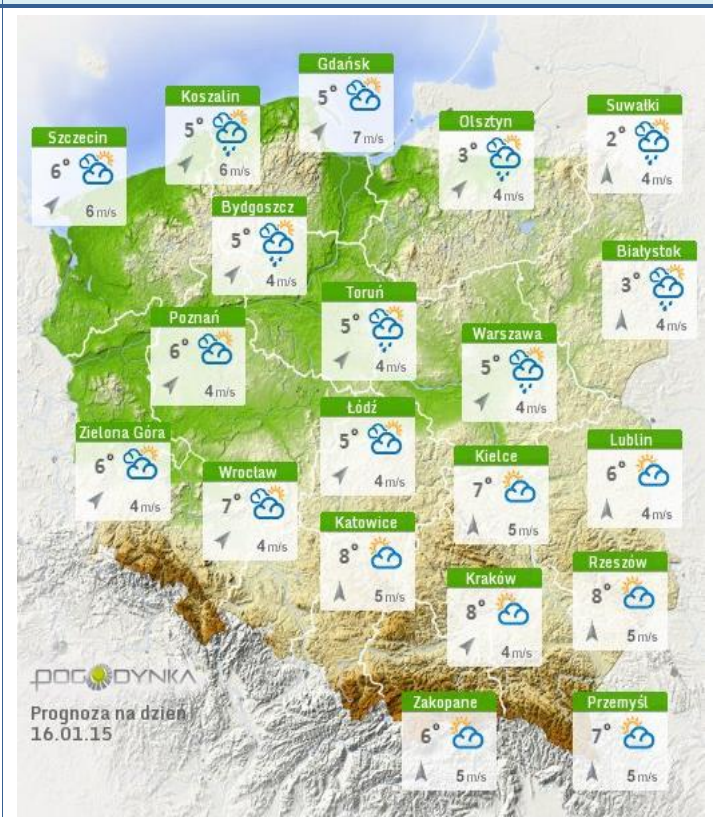 Gdańsk
5°
7 m/s
Koszalin
5°
6 m/s
Suwałki
2°
4 m/s
Olsztyn
3°
4 m/s
Szczecin
6°
6 m/s
Bydgoszcz
5°
4 m/s
Białystok
3°
4 m/s
Toruń
5°
4 m/s
Poznań
6°
4 m/s
Warszawa
5°
4 m/s
Łódź
5°
4 m/s
Zielona Góra
6°
4 m/s
Lublin
6°
4 m/s
Kielce
7°
5 m/s
Wrocław
7°
4 m/s
Katowice
8°
5 m/s
Rzeszów
8°
5 m/s
Kraków
8°
4 m/s
POGODYNKA
Prognoza na dzień
16.01.15
Zakopane
6°
5 m/s
Przemyśl
7°
5 m/s